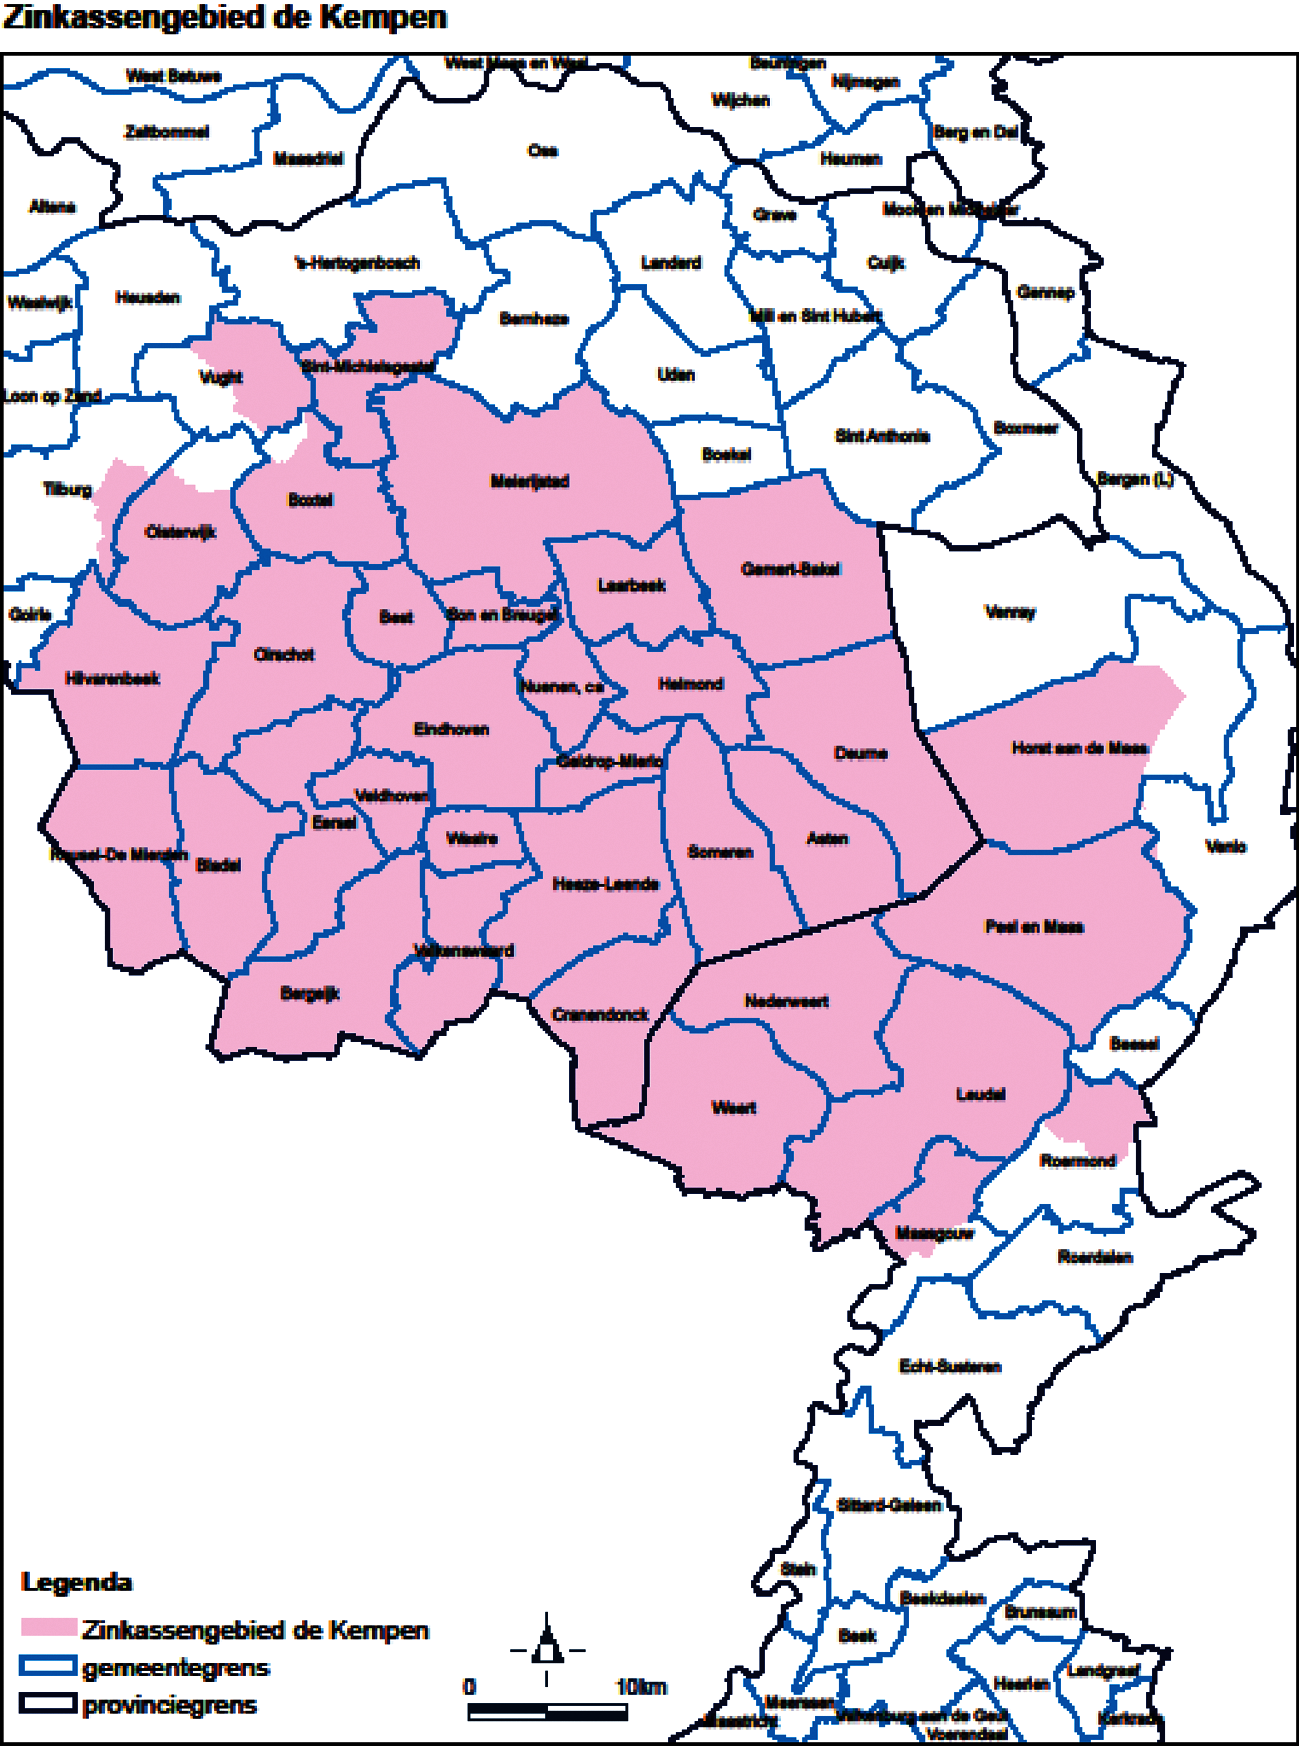 Zinkassengebied de Kempen
West Betuwe
West Maas en Waal
Beuningen
Nijmegen
Wijchen
Zaltbommel
Maasdriel
Oss
Heumen
Berg en Dal
Altena
Grave
Mook en Middelaar
's-Hertogenbosch
Landerd
Cuijk
Waalwijk
Heusden
Bernheze
Mill en Sint Hubert
Gennep
Vught
Sint-Michielsgestel
Uden
Loon op Zand
Sint Anthonis
Boxmeer
Boekel
Tilburg
Boxtel
Meierijstad
Bergen (L)
Oisterwijk
Gemert-Bakel
Laarbeek
Venray
Goirle
Best
Son en Breugel
Oirschot
Hilvarenbeek
Nuenen, ca
Helmond
Eindhoven
Geldrop-Mierlo
Deurne
Horst aan de Maas
Veldhoven
Eersel
Waalre
Reusel-De Mierden
Bladel
Someren
Asten
Venlo
Heeze-Leende
Peel en Maas
Valkenswaard
Bergeijk
Cranendonck
Nederweert
Beesel
Weert
Leudal
Roermond
Maasgouw
Roerdalen
Echt-Susteren
Sittard-Geleen
Stein
Beekdaelen
Brunssum
Beek
Landgraaf
Heerlen
Meerssen
Maastricht
Valkenburg aan de Geul
Voerendaal
Kerkrade
Legenda
Zinkassengebied de Kempen
gemeentegrens
provinciegrens
0 10km